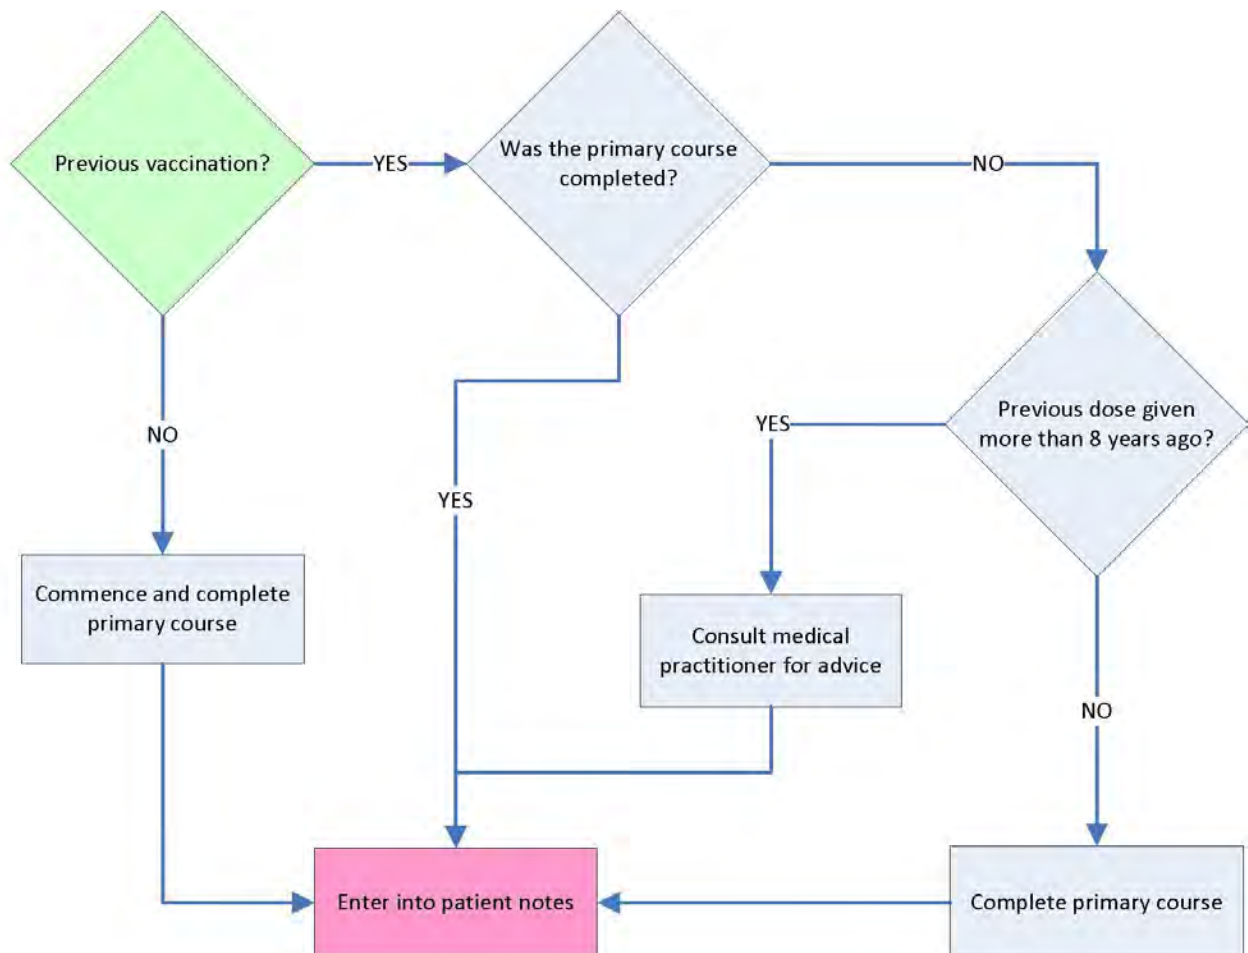 Previous vaccination?
YES
Was the primary course
completed?
NO
Previous dose given
more than 8 years ago?
YES
NO
YES
Commence and complete
primary course
Consult medical
practitioner for advice
NO
Enter into patient notes
Complete primary course